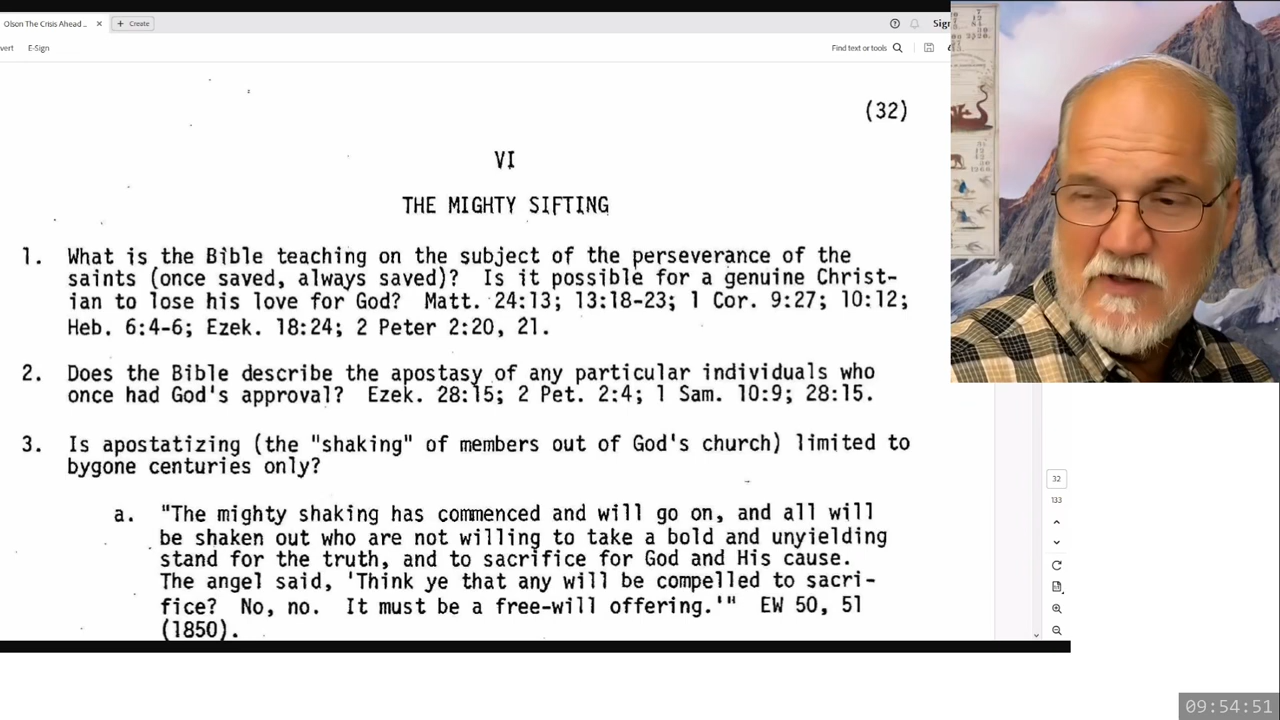 Olson The Crisis Ahead ..
Create
Sign
vert
E-Sign
Find text or tools
(32)
VI
THE MIGHTY SIFTING
1. What is the Bible teaching on the subject of the perseverance of the
saints (once saved, always saved)? Is it possible for a genuine Christ-
ian to lose his love for God? Matt. 24:13; 13:18-23; 1 Cor. 9:27; 10:12;
Heb. 6:4-6; Ezek. 18:24; 2 Peter 2:20, 21.
2. Does the Bible describe the apostasy of any particular individuals who
once had God's approval? Ezek. 28:15; 2 Pet. 2:4; 1 Sam. 10:9; 28:15.
3. Is apostatizing (the "shaking" of members out of God's church) limited to
bygone centuries only?
a. "The mighty shaking has commenced and will go on, and all will
be shaken out who are not willing to take a bold and unyielding
stand for the truth, and to sacrifice for God and His cause.
The angel said, 'Think ye that any will be compelled to sacri-
fice? No, no. It must be a free-will offering.'" EW 50, 51
(1850).
32
133
09:54:51